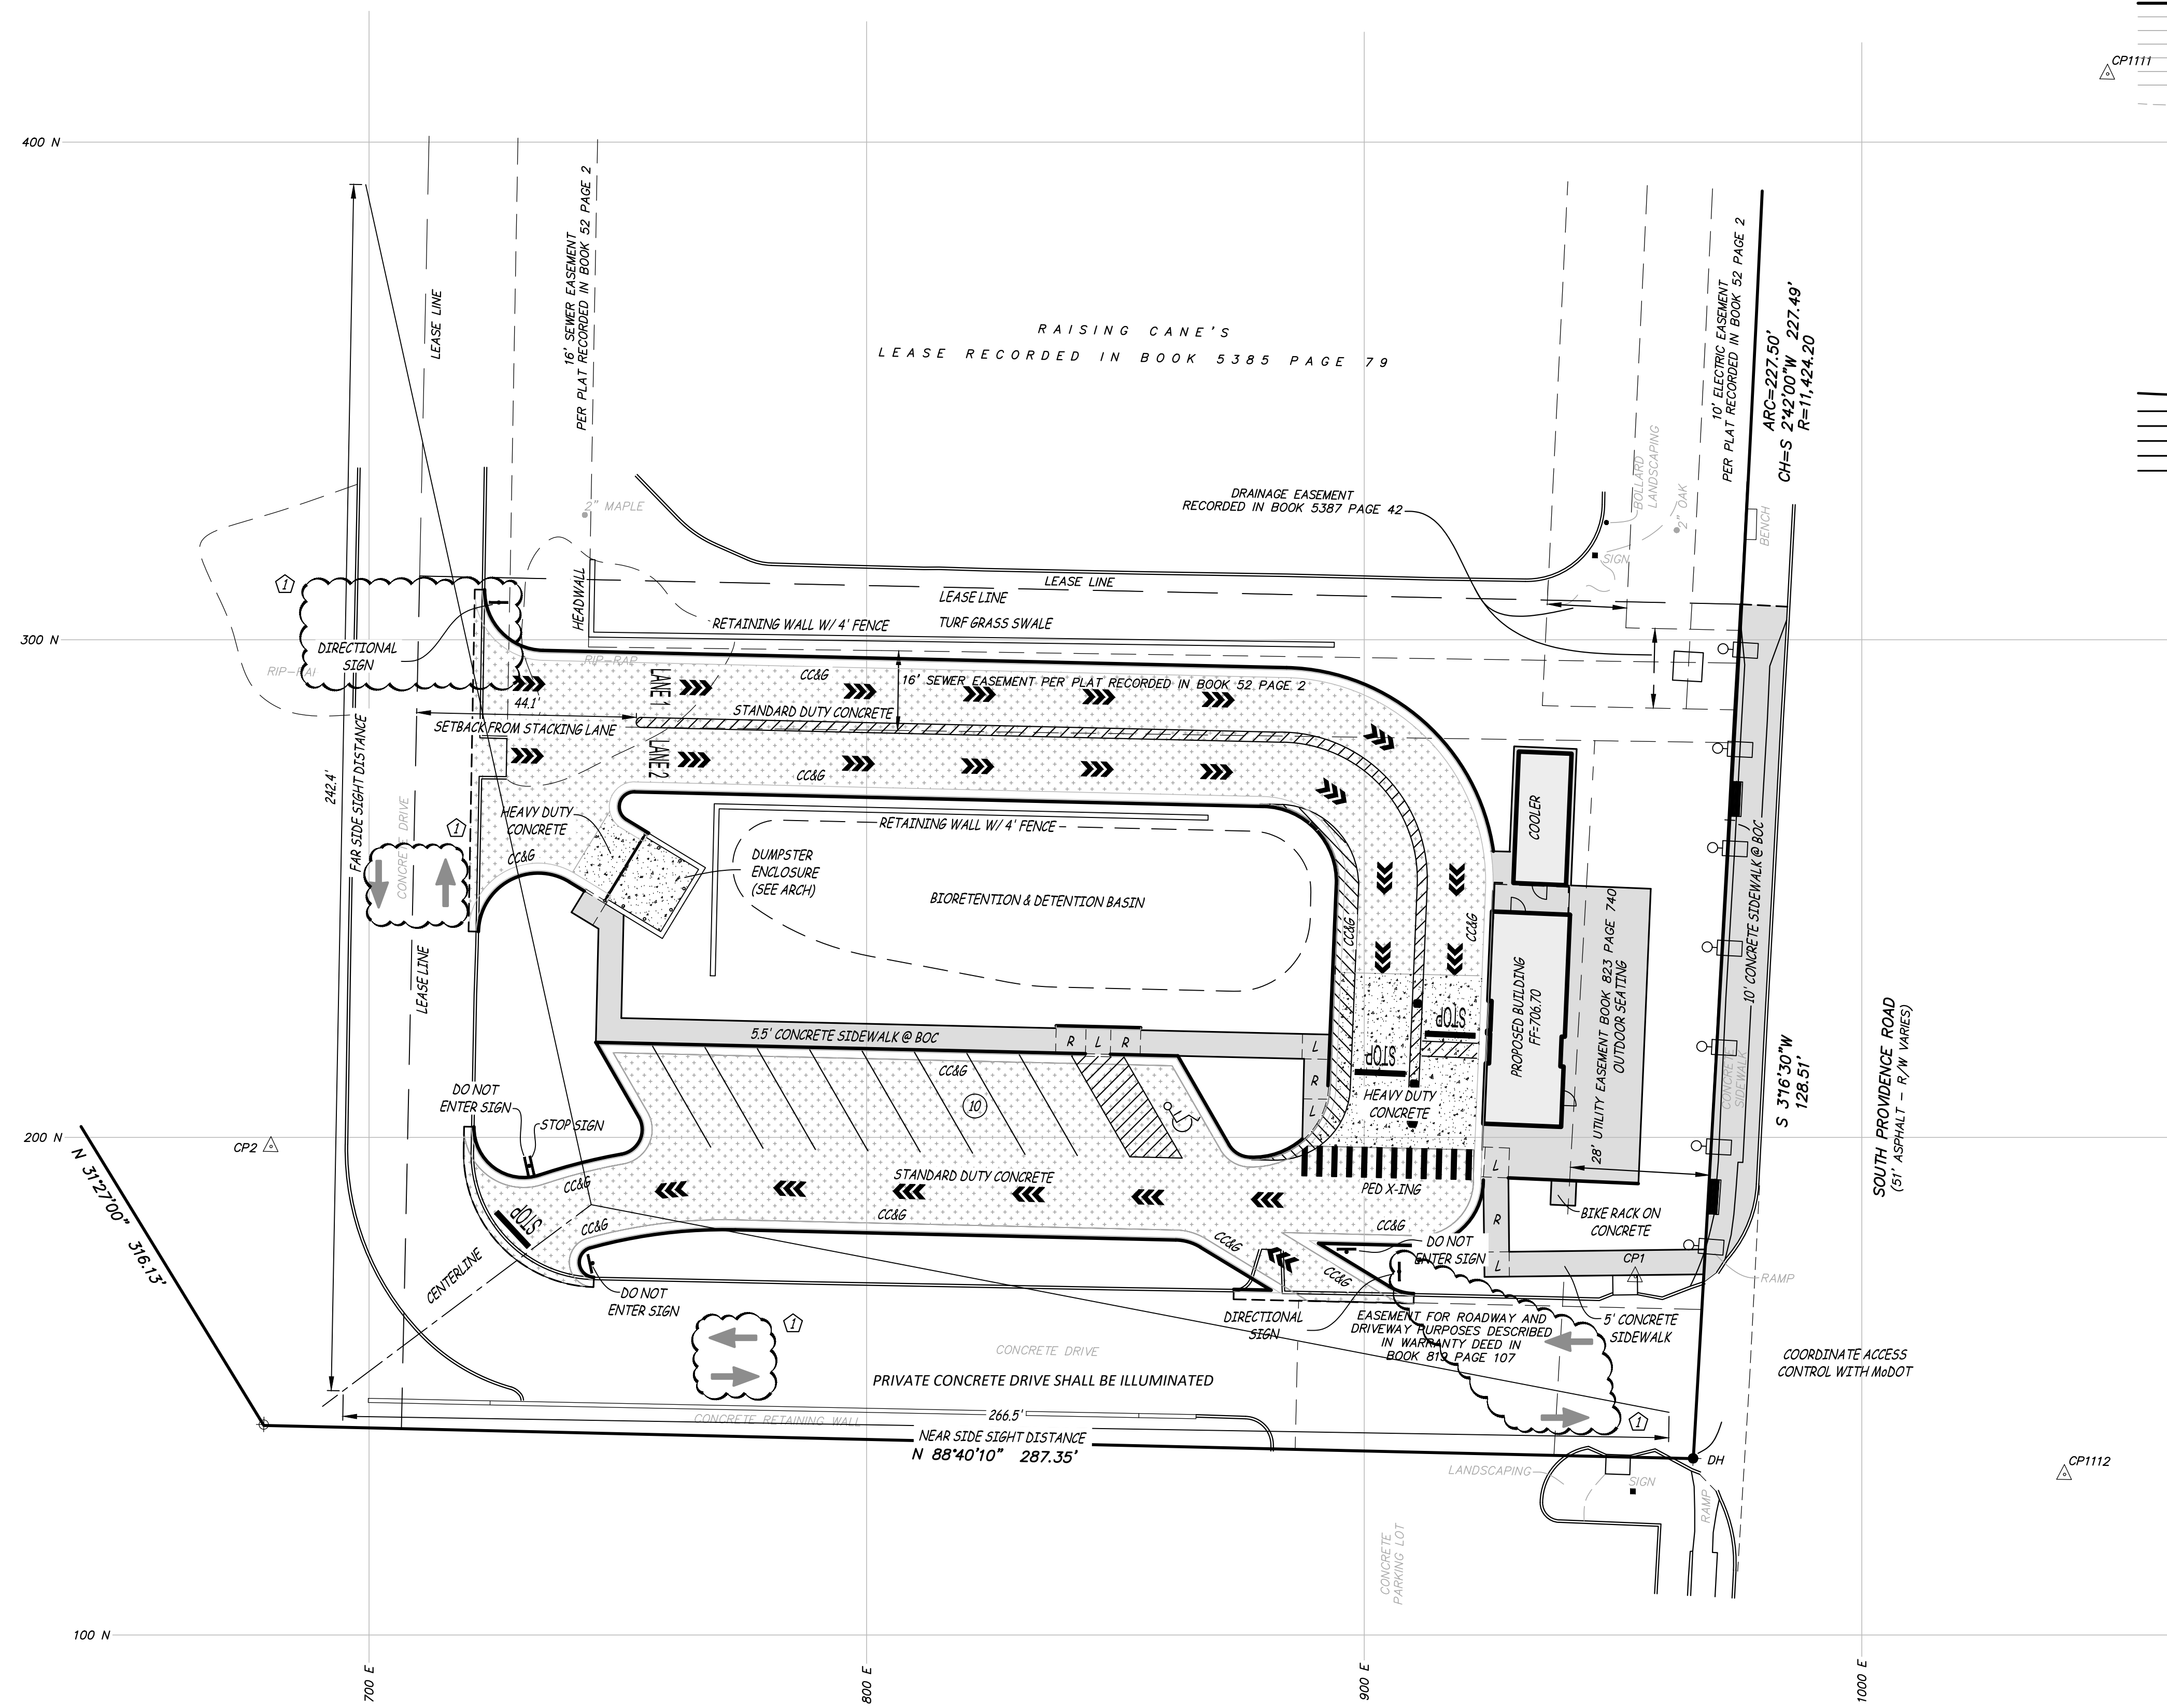 CP1111
400 N
16' SEWER EASEMENT
PER PLAT RECORDED IN BOOK 52 PAGE 2
LEASE LINE
RAISING CANE'S
LEASE RECORDED IN BOOK 5385 PAGE 79
10' ELECTRIC EASEMENT
PER PLAT RECORDED IN BOOK 52 PAGE 2
ARC=227.50'
CH=S 2°42'00"W 227.49'
R=11,424.20
BOLLARD
LANDSCAPING
2" MAPLE
DRAINAGE EASEMENT
RECORDED IN BOOK 5387 PAGE 42
2" OAK
BENCH
SIGN
1
HEADWALL
LEASE LINE
LEASE LINE
RETAINING WALL W/ 4' FENCE
TURF GRASS SWALE
300 N
DIRECTIONAL
SIGN
RIP-RAP
RIP-RAP
LANE 1
CC&G
16' SEWER EASEMENT PER PLAT RECORDED IN BOOK 52 PAGE 2
44.1'
STANDARD DUTY CONCRETE
SETBACK FROM STACKING LANE
LANE 2
CC&G
242.4'
FAR SIDE SIGHT DISTANCE
CONCRETE DRIVE
1
HEAVY DUTY
CONCRETE
CC&G
RETAINING WALL W/ 4' FENCE
DUMPSTER
ENCLOSURE
(SEE ARCH)
BIORETENTION & DETENTION BASIN
COOLER
CC&G
CC&G
10' CONCRETE SIDEWALK @ BOC
LEASE LINE
PROPOSED BUILDING
FF=706.70
28' UTILITY EASEMENT BOOK 823 PAGE 740
OUTDOOR SEATING
STOP
STOP
5.5' CONCRETE SIDEWALK @ BOC
R L R
L
R
L
CC&G
10
HEAVY DUTY
CONCRETE
CONCRETE
SIDEWALK
S 3°16'30"W
128.51'
SOUTH PROVIDENCE ROAD
(51' ASPHALT - R/W VARIES)
DO NOT
ENTER SIGN
STOP SIGN
200 N
CP2
N 31°27'00" 316.13'
CC&G
STANDARD DUTY CONCRETE
PED X-ING
L
R
L
STOP
CC&G
CC&G
CC&G
CC&G
CC&G
BIKE RACK ON
CONCRETE
DO NOT
ENTER SIGN
CP1
RAMP
CENTERLINE
DO NOT
ENTER SIGN
1
DIRECTIONAL
SIGN
EASEMENT FOR ROADWAY AND
DRIVEWAY PURPOSES DESCRIBED
IN WARRANTY DEED IN
BOOK 819 PAGE 107
5' CONCRETE
SIDEWALK
CONCRETE DRIVE
COORDINATE ACCESS
CONTROL WITH MoDOT
PRIVATE CONCRETE DRIVE SHALL BE ILLUMINATED
CONCRETE RETAINING WALL
266.5'
NEAR SIDE SIGHT DISTANCE
N 88°40'10" 287.35'
1
DH
CP1112
LANDSCAPING
SIGN
RAMP
CONCRETE
PARKING LOT
100 N
700 E
800 E
900 E
1000 E